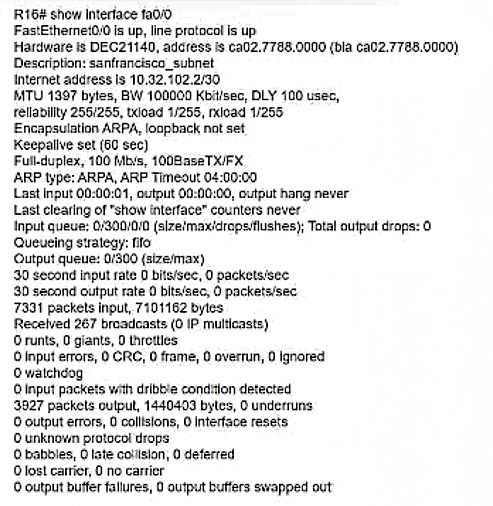 R16# show interface fa0/0
FastEthernet0/0 is up, line protocol is up
Hardware is DEC21140, address is ca02.7788.0000 (bia ca02.7788.0000)
Description: sanfrancisco_subnet
Internet address is 10.32.102.2/30
MTU 1397 bytes, BW 100000 Kbit/sec, DLY 100 usec,
reliability 255/255, txload 1/255, rxload 1/255
Encapsulation ARPA, loopback not set
Keepalive set (60 sec)
Full-duplex, 100 Mb/s, 100BaseTX/FX
ARP type: ARPA, ARP Timeout 04:00:00
Last input 00:00:01, output 00:00:00, output hang never
Last clearing of "show interface" counters never
Input queue: 0/300/0/0 (size/max/drops/flushes); Total output drops: 0
Queueing strategy: fifo
Output queue: 0/300 (size/max)
30 second input rate 0 bits/sec, 0 packets/sec
30 second output rate 0 bits/sec, 0 packets/sec
7331 packets input, 7101162 bytes
Received 267 broadcasts (0 IP multicasts)
0 runts, 0 giants, 0 throttles
0 input errors, 0 CRC, 0 frame, 0 overrun, 0 ignored
0 watchdog
0 input packets with dribble condition detected
3927 packets output, 1440403 bytes, 0 underruns
0 output errors, 0 collisions, 0 interface resets
0 unknown protocol drops
0 babbles, 0 late collision, 0 deferred
0 lost carrier, 0 no carrier
0 output buffer failures, 0 output buffers swapped out